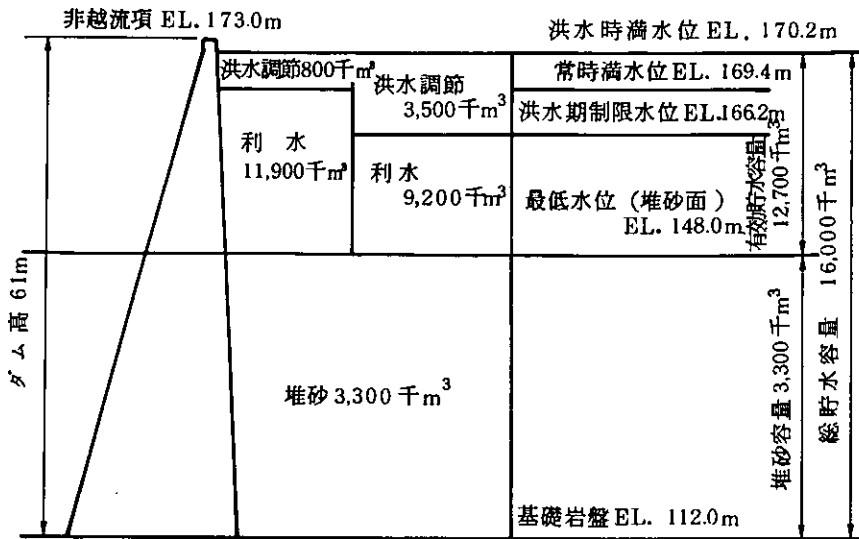 非越流項 EL. 173.0m
洪水時満水位 EL. 170.2m
洪水調節800千m³
洪水調節
3,500千m³
常時満水位 EL. 169.4m
洪水期制限水位 EL.166.2m
利 水
11,900千m³
利 水
9,200千m³
最低水位 (堆砂面)
EL. 148.0m
有効貯水容量
12,700千m³
総貯水容量 16,000千m³
ダム高 61m
堆砂 3,300千m³
堆砂容量 3,300千m³
基礎岩盤 EL. 112.0m